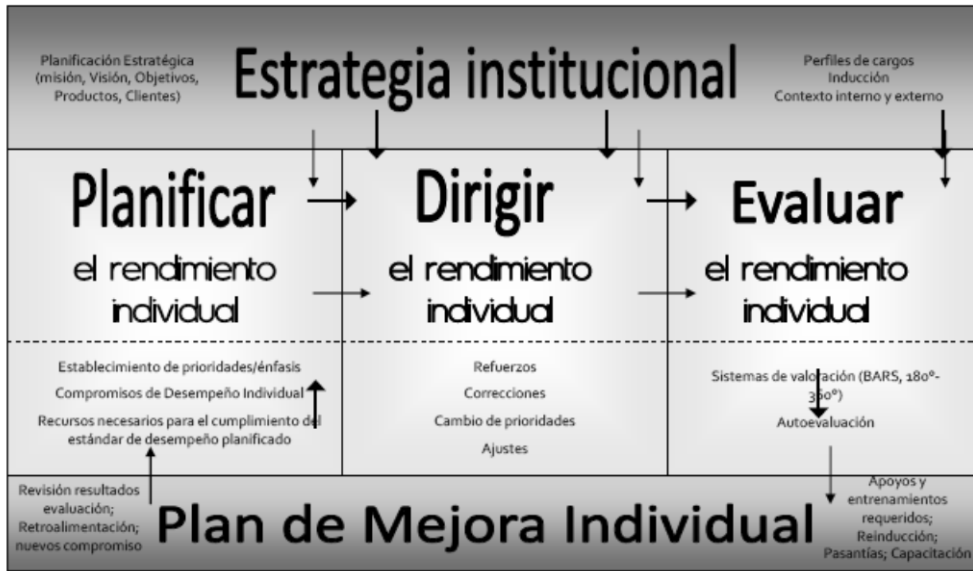 Planificación Estratégica
(misión, Visión, Objetivos,
Productos, Clientes)
Estrategia institucional
Perfiles de cargos
Inducción
Contexto interno y externo
Planificar
el rendimiento
individual
Dirigir
el rendimiento
individual
Evaluar
el rendimiento
individual
Establecimiento de prioridades/énfasis
Compromisos de Desempeño Individual
Recursos necesarios para el cumplimiento del
estándar de desempeño planificado
Refuerzos
Correcciones
Cambio de prioridades
Ajustes
Sistemas de valoración (BARS, 180º-
360º)
Autoevaluación
Revisión resultados
evaluación;
Retroalimentación;
nuevos compromiso
Plan de Mejora Individual
Apoyos y
entrenamientos
requeridos;
Reinducción;
Pasantías; Capacitación